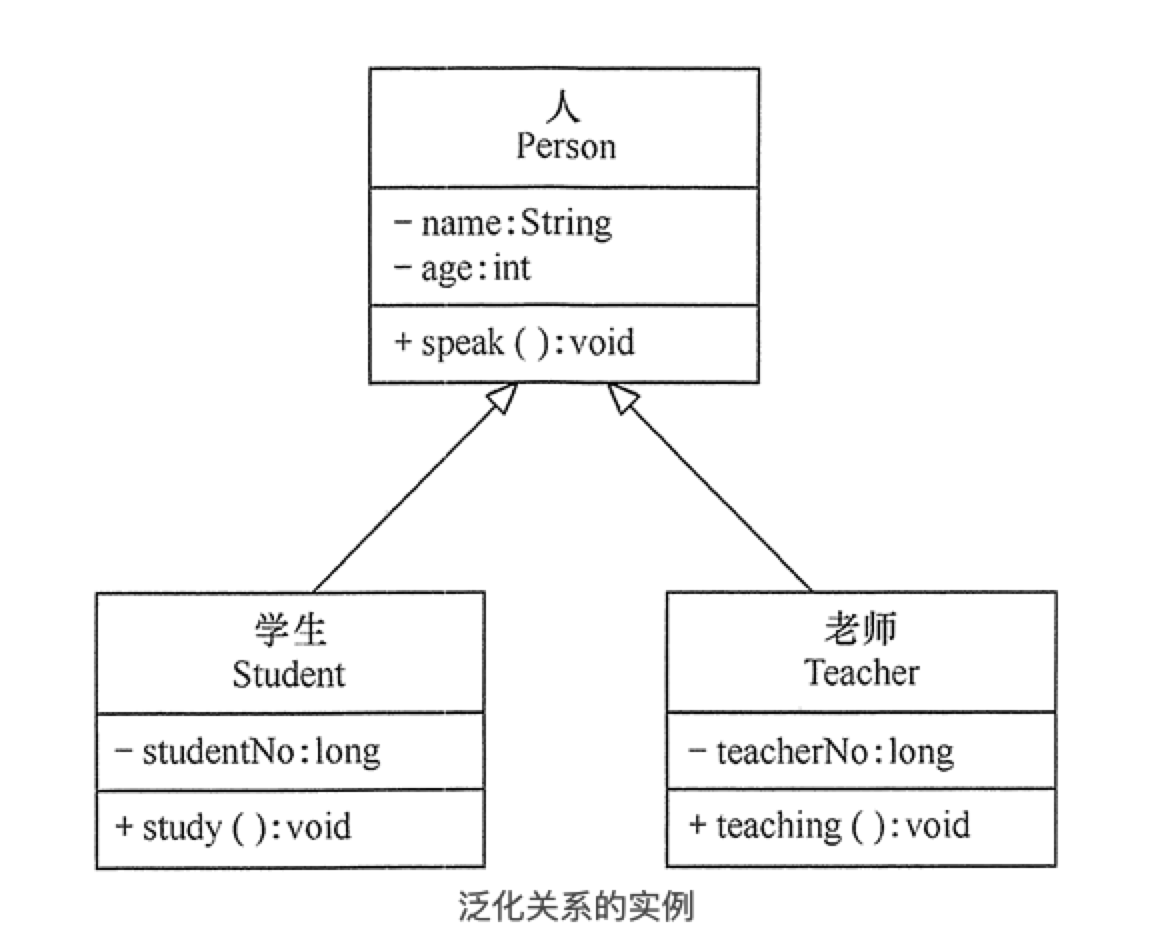 人
Person
- name:String
- age:int
+ speak ( ):void
学生
Student
- studentNo:long
+ study ( ):void
老师
Teacher
- teacherNo:long
+ teaching ( ):void
泛化关系的实例